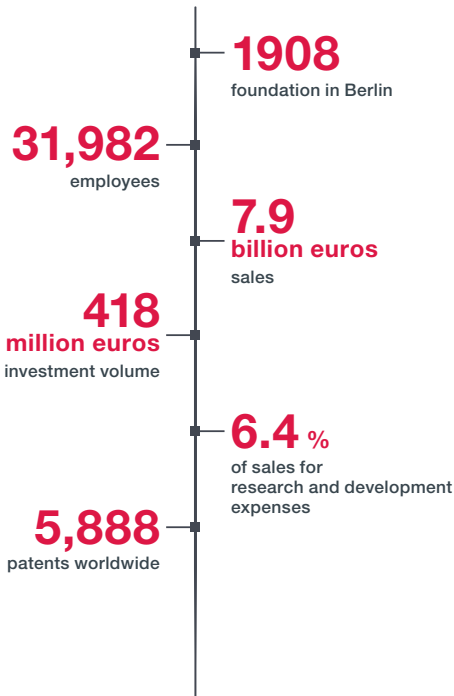 1908
foundation in Berlin
31,982
employees
7.9
billion euros
sales
418
million euros
investment volume
6.4 %
of sales for
research and development
expenses
5,888
patents worldwide